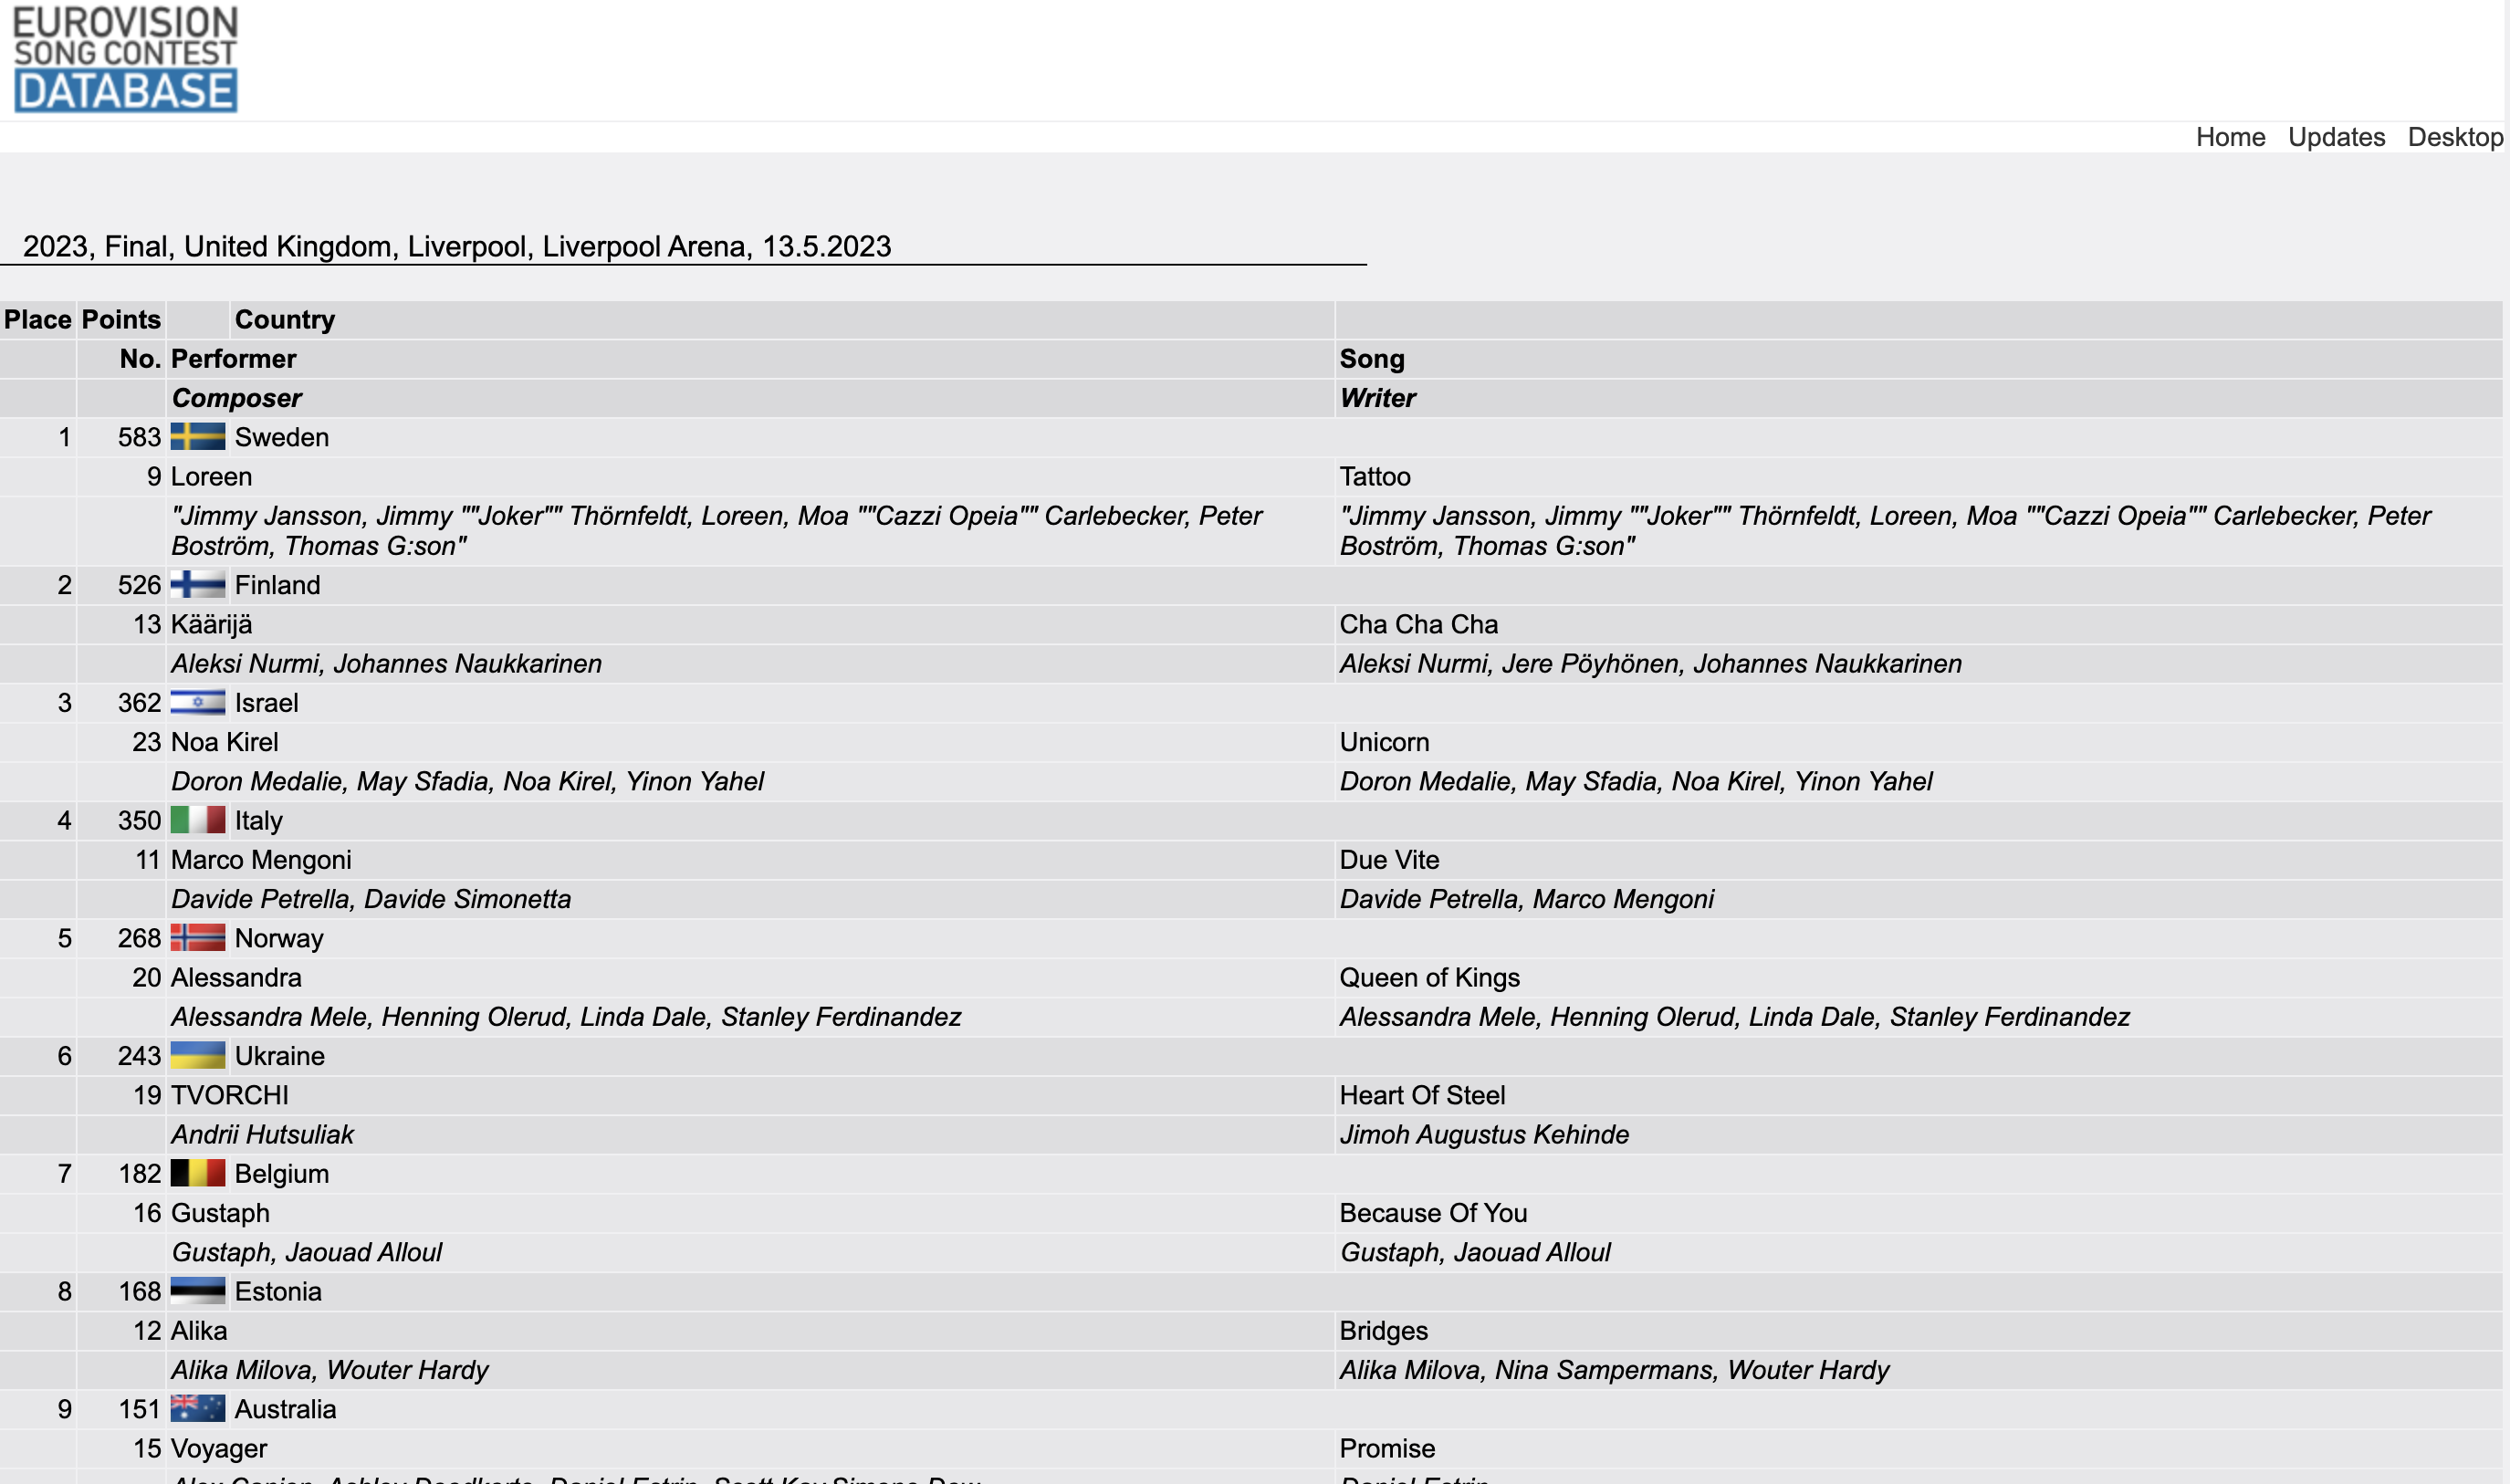 EUROVISION
SONG CONTEST
DATABASE
Home Updates Desktop
2023, Final, United Kingdom, Liverpool, Liverpool Arena, 13.5.2023
Place Points Country
No. Performer Song
Composer Writer
1 583 Sweden
9 Loreen Tattoo
"Jimmy Jansson, Jimmy ""Joker"" Thörnfeldt, Loreen, Moa ""Cazzi Opeia"" Carlebecker, Peter
Boström, Thomas G:son"
"Jimmy Jansson, Jimmy ""Joker"" Thörnfeldt, Loreen, Moa ""Cazzi Opeia"" Carlebecker, Peter
Boström, Thomas G:son"
2 526 Finland
13 Käärijä Cha Cha Cha
Aleksi Nurmi, Johannes Naukkarinen Aleksi Nurmi, Jere Pöyhönen, Johannes Naukkarinen
3 362 Israel
23 Noa Kirel Unicorn
Doron Medalie, May Sfadia, Noa Kirel, Yinon Yahel Doron Medalie, May Sfadia, Noa Kirel, Yinon Yahel
4 350 Italy
11 Marco Mengoni Due Vite
Davide Petrella, Davide Simonetta Davide Petrella, Marco Mengoni
5 268 Norway
20 Alessandra Queen of Kings
Alessandra Mele, Henning Olerud, Linda Dale, Stanley Ferdinandez Alessandra Mele, Henning Olerud, Linda Dale, Stanley Ferdinandez
6 243 Ukraine
19 TVORCHI Heart Of Steel
Andrii Hutsuliak Jimoh Augustus Kehinde
7 182 Belgium
16 Gustaph Because Of You
Gustaph, Jaouad Alloul Gustaph, Jaouad Alloul
8 168 Estonia
12 Alika Bridges
Alika Milova, Wouter Hardy Alika Milova, Nina Sampermans, Wouter Hardy
9 151 Australia
15 Voyager Promise